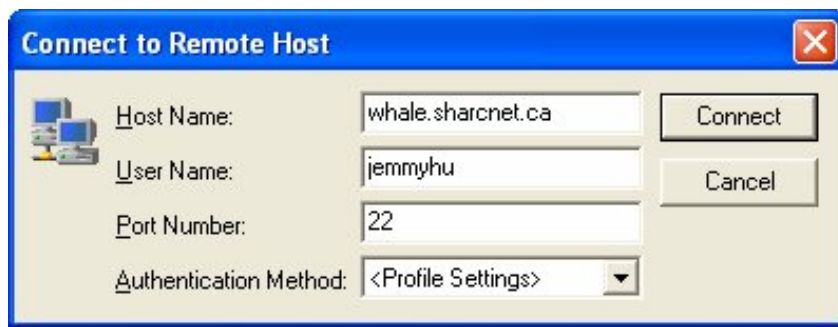 Connect to Remote Host
Host Name: whale.sharcnet.ca Connect
User Name: jemmyhu Cancel
Port Number: 22
Authentication Method: <Profile Settings>